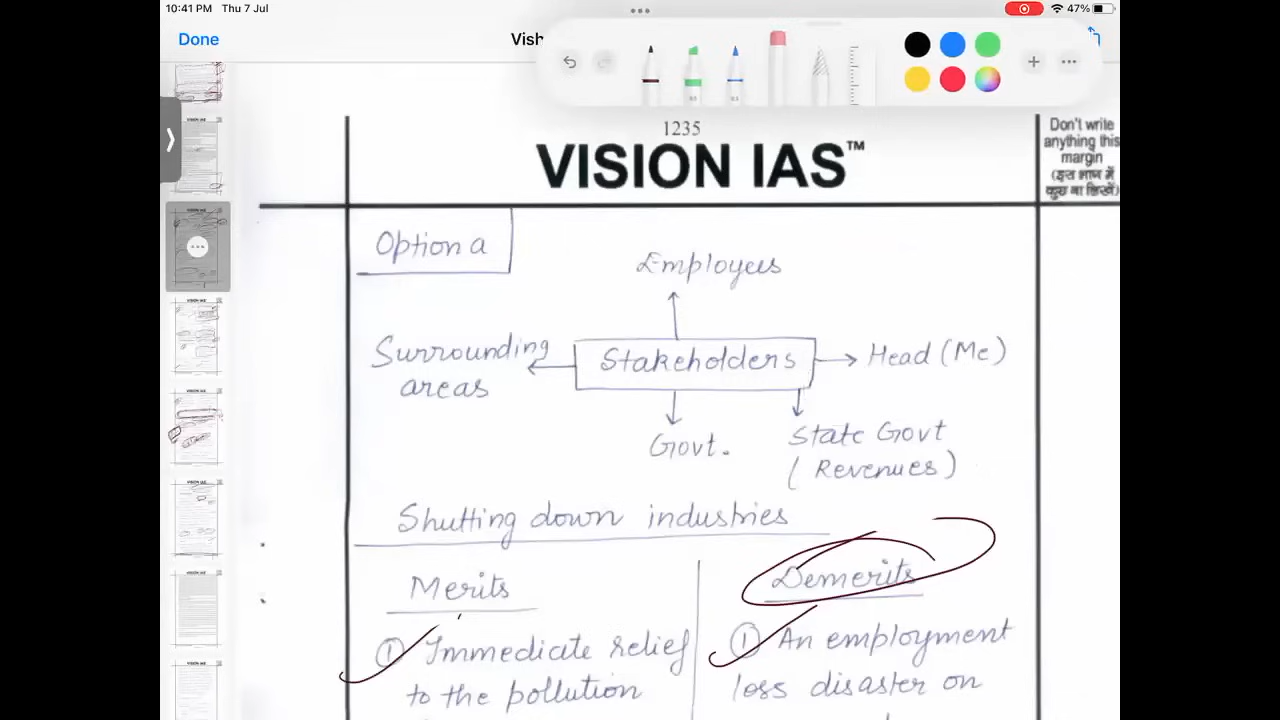 10:41 PM Thu 7 Jul
47%
Done
Vish
1235
VISION IAS™
Don't write
anything this
margin
(इस भाग में
कुछ ना लिखें)
Option a
Employees
Surrounding
areas
Stakeholders
Head (Me)
Govt.
State Govt
(Revenues)
Shutting down industries
Merits
① Immediate relief
to the pollution
Demerits
① An employment
loss disaster on